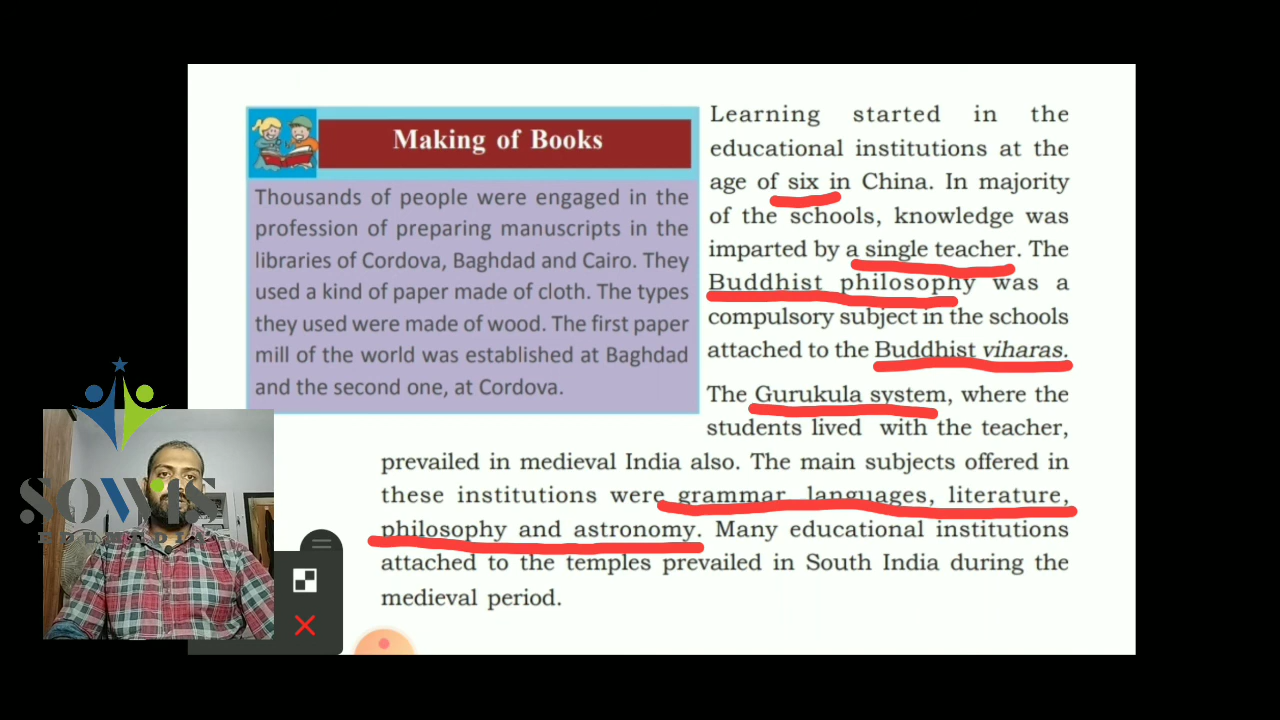 Making of Books
Thousands of people were engaged in the
profession of preparing manuscripts in the
libraries of Cordova, Baghdad and Cairo. They
used a kind of paper made of cloth. The types
they used were made of wood. The first paper
mill of the world was established at Baghdad
and the second one, at Cordova.
Learning started in the
educational institutions at the
age of six in China. In majority
of the schools, knowledge was
imparted by a single teacher. The
Buddhist philosophy was a
compulsory subject in the schools
attached to the Buddhist viharas.
The Gurukula system, where the
students lived with the teacher,
prevailed in medieval India also. The main subjects offered in
these institutions were grammar, languages, literature,
philosophy and astronomy. Many educational institutions
attached to the temples prevailed in South India during the
medieval period.
SOWIS
EDUMEDIA